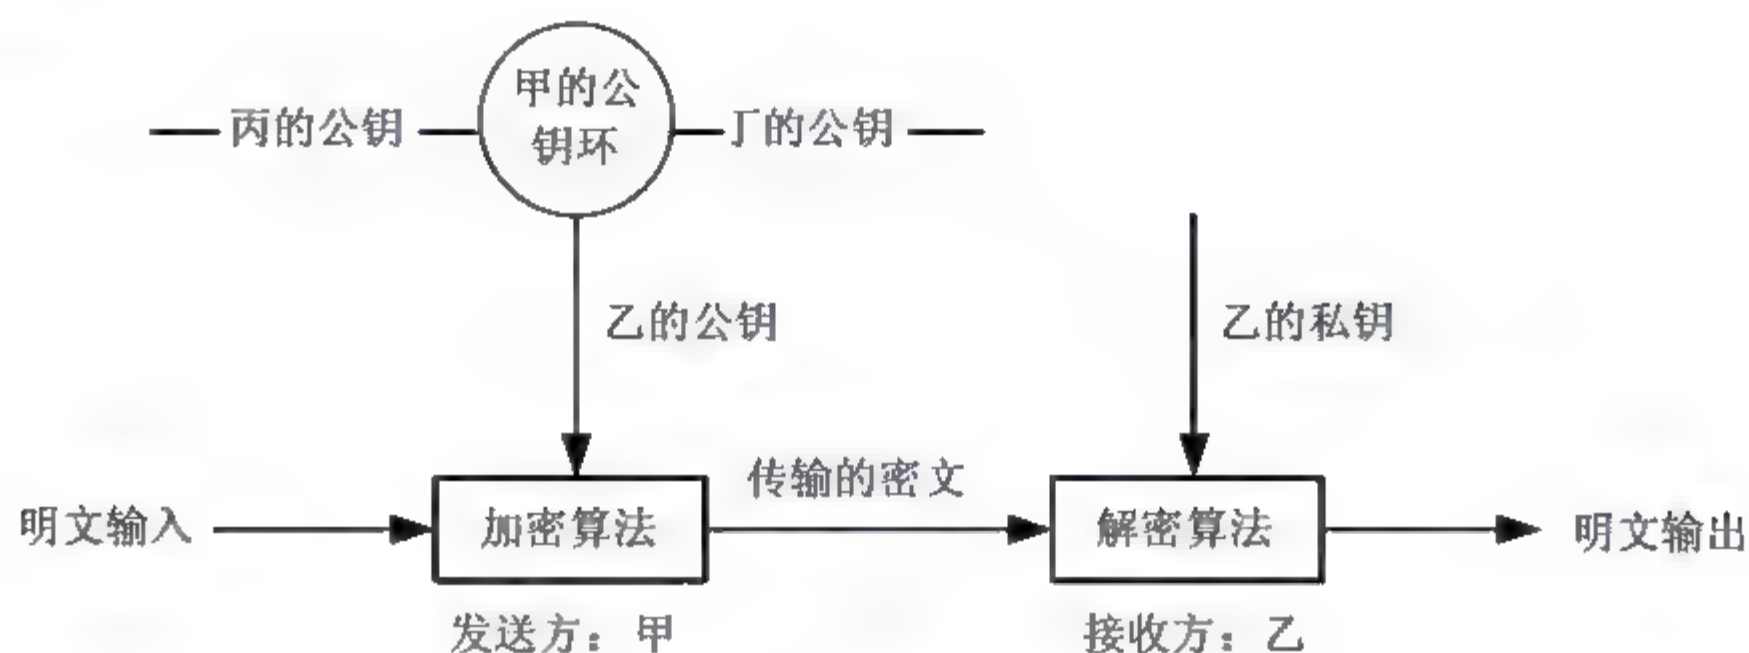 甲的公
钥环
丙的公钥
丁的公钥
乙的公钥
乙的私钥
传输的密文
明文输入
加密算法
解密算法
明文输出
发送方：甲
接收方：乙